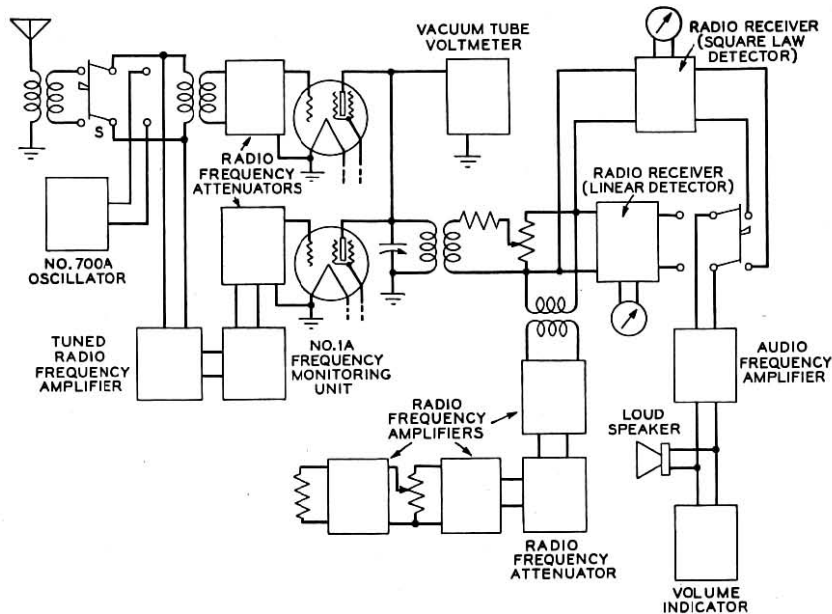 VACUUM TUBE
VOLTMETER
RADIO RECEIVER
(SQUARE LAW
DETECTOR)
S
RADIO
FREQUENCY
ATTENUATORS
RADIO RECEIVER
(LINEAR DETECTOR)
NO. 700A
OSCILLATOR
TUNED
RADIO
FREQUENCY
AMPLIFIER
NO.1A
FREQUENCY
MONITORING
UNIT
AUDIO
FREQUENCY
AMPLIFIER
RADIO
FREQUENCY
AMPLIFIERS
LOUD
SPEAKER
RADIO
FREQUENCY
ATTENUATOR
VOLUME
INDICATOR